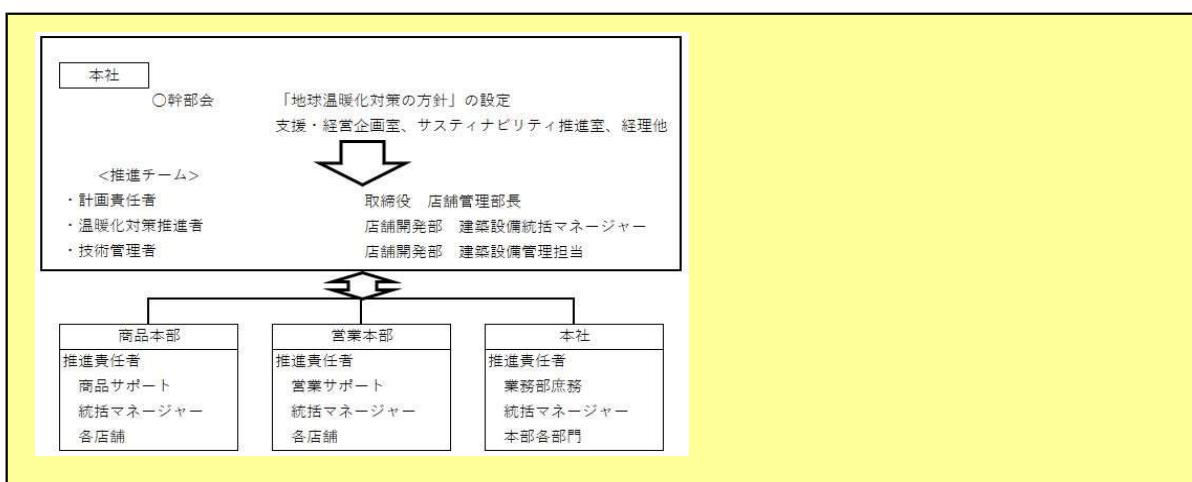 本社
〇幹部会 「地球温暖化対策の方針」の設定
支援・経営企画室、サスティナビリティ推進室、経理他
<推進チーム>
・計画責任者 取締役 店舗管理部長
・温暖化対策推進者 店舗開発部 建築設備統括マネージャー
・技術管理者 店舗開発部 建築設備管理担当
商品本部
推進責任者
商品サポート
統括マネージャー
各店舗
営業本部
推進責任者
営業サポート
統括マネージャー
各店舗
本社
推進責任者
業務部庶務
統括マネージャー
本部各部門